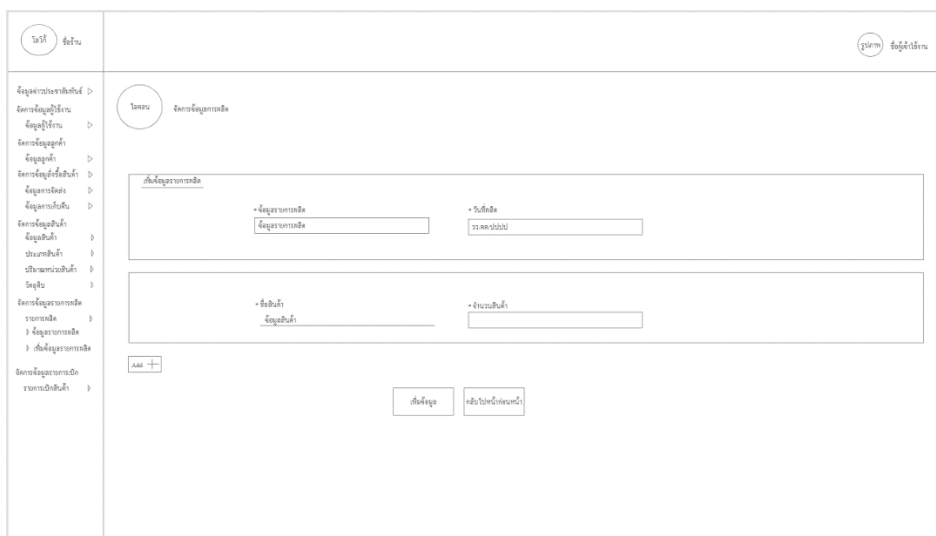 โลโก้
ชื่อร้าน
รูปภาพ
ชื่อผู้เข้าใช้งาน
ข้อมูลข่าวประชาสัมพันธ์
จัดการข้อมูลผู้ใช้งาน
ข้อมูลผู้ใช้งาน
จัดการข้อมูลลูกค้า
ข้อมูลลูกค้า
จัดการข้อมูลสั่งซื้อสินค้า
ข้อมูลการจัดส่ง
ข้อมูลการเก็บคืน
จัดการข้อมูลสินค้า
ข้อมูลสินค้า
ประเภทสินค้า
ปริมาณหน่วยสินค้า
วัตถุดิบ
จัดการข้อมูลรายการผลิต
รายการผลิต
ข้อมูลรายการผลิต
เพิ่มข้อมูลรายการผลิต
จัดการข้อมูลรายการเบิก
รายการเบิกสินค้า
ไอคอน
จัดการข้อมูลการผลิต
เพิ่มข้อมูลรายการผลิต
* ข้อมูลรายการผลิต
ข้อมูลรายการผลิต
* วันที่ผลิต
วว/ดด/ปปปป
* ชื่อสินค้า
ข้อมูลสินค้า
* จำนวนสินค้า
Add
เพิ่มข้อมูล
กลับไปหน้าก่อนหน้า